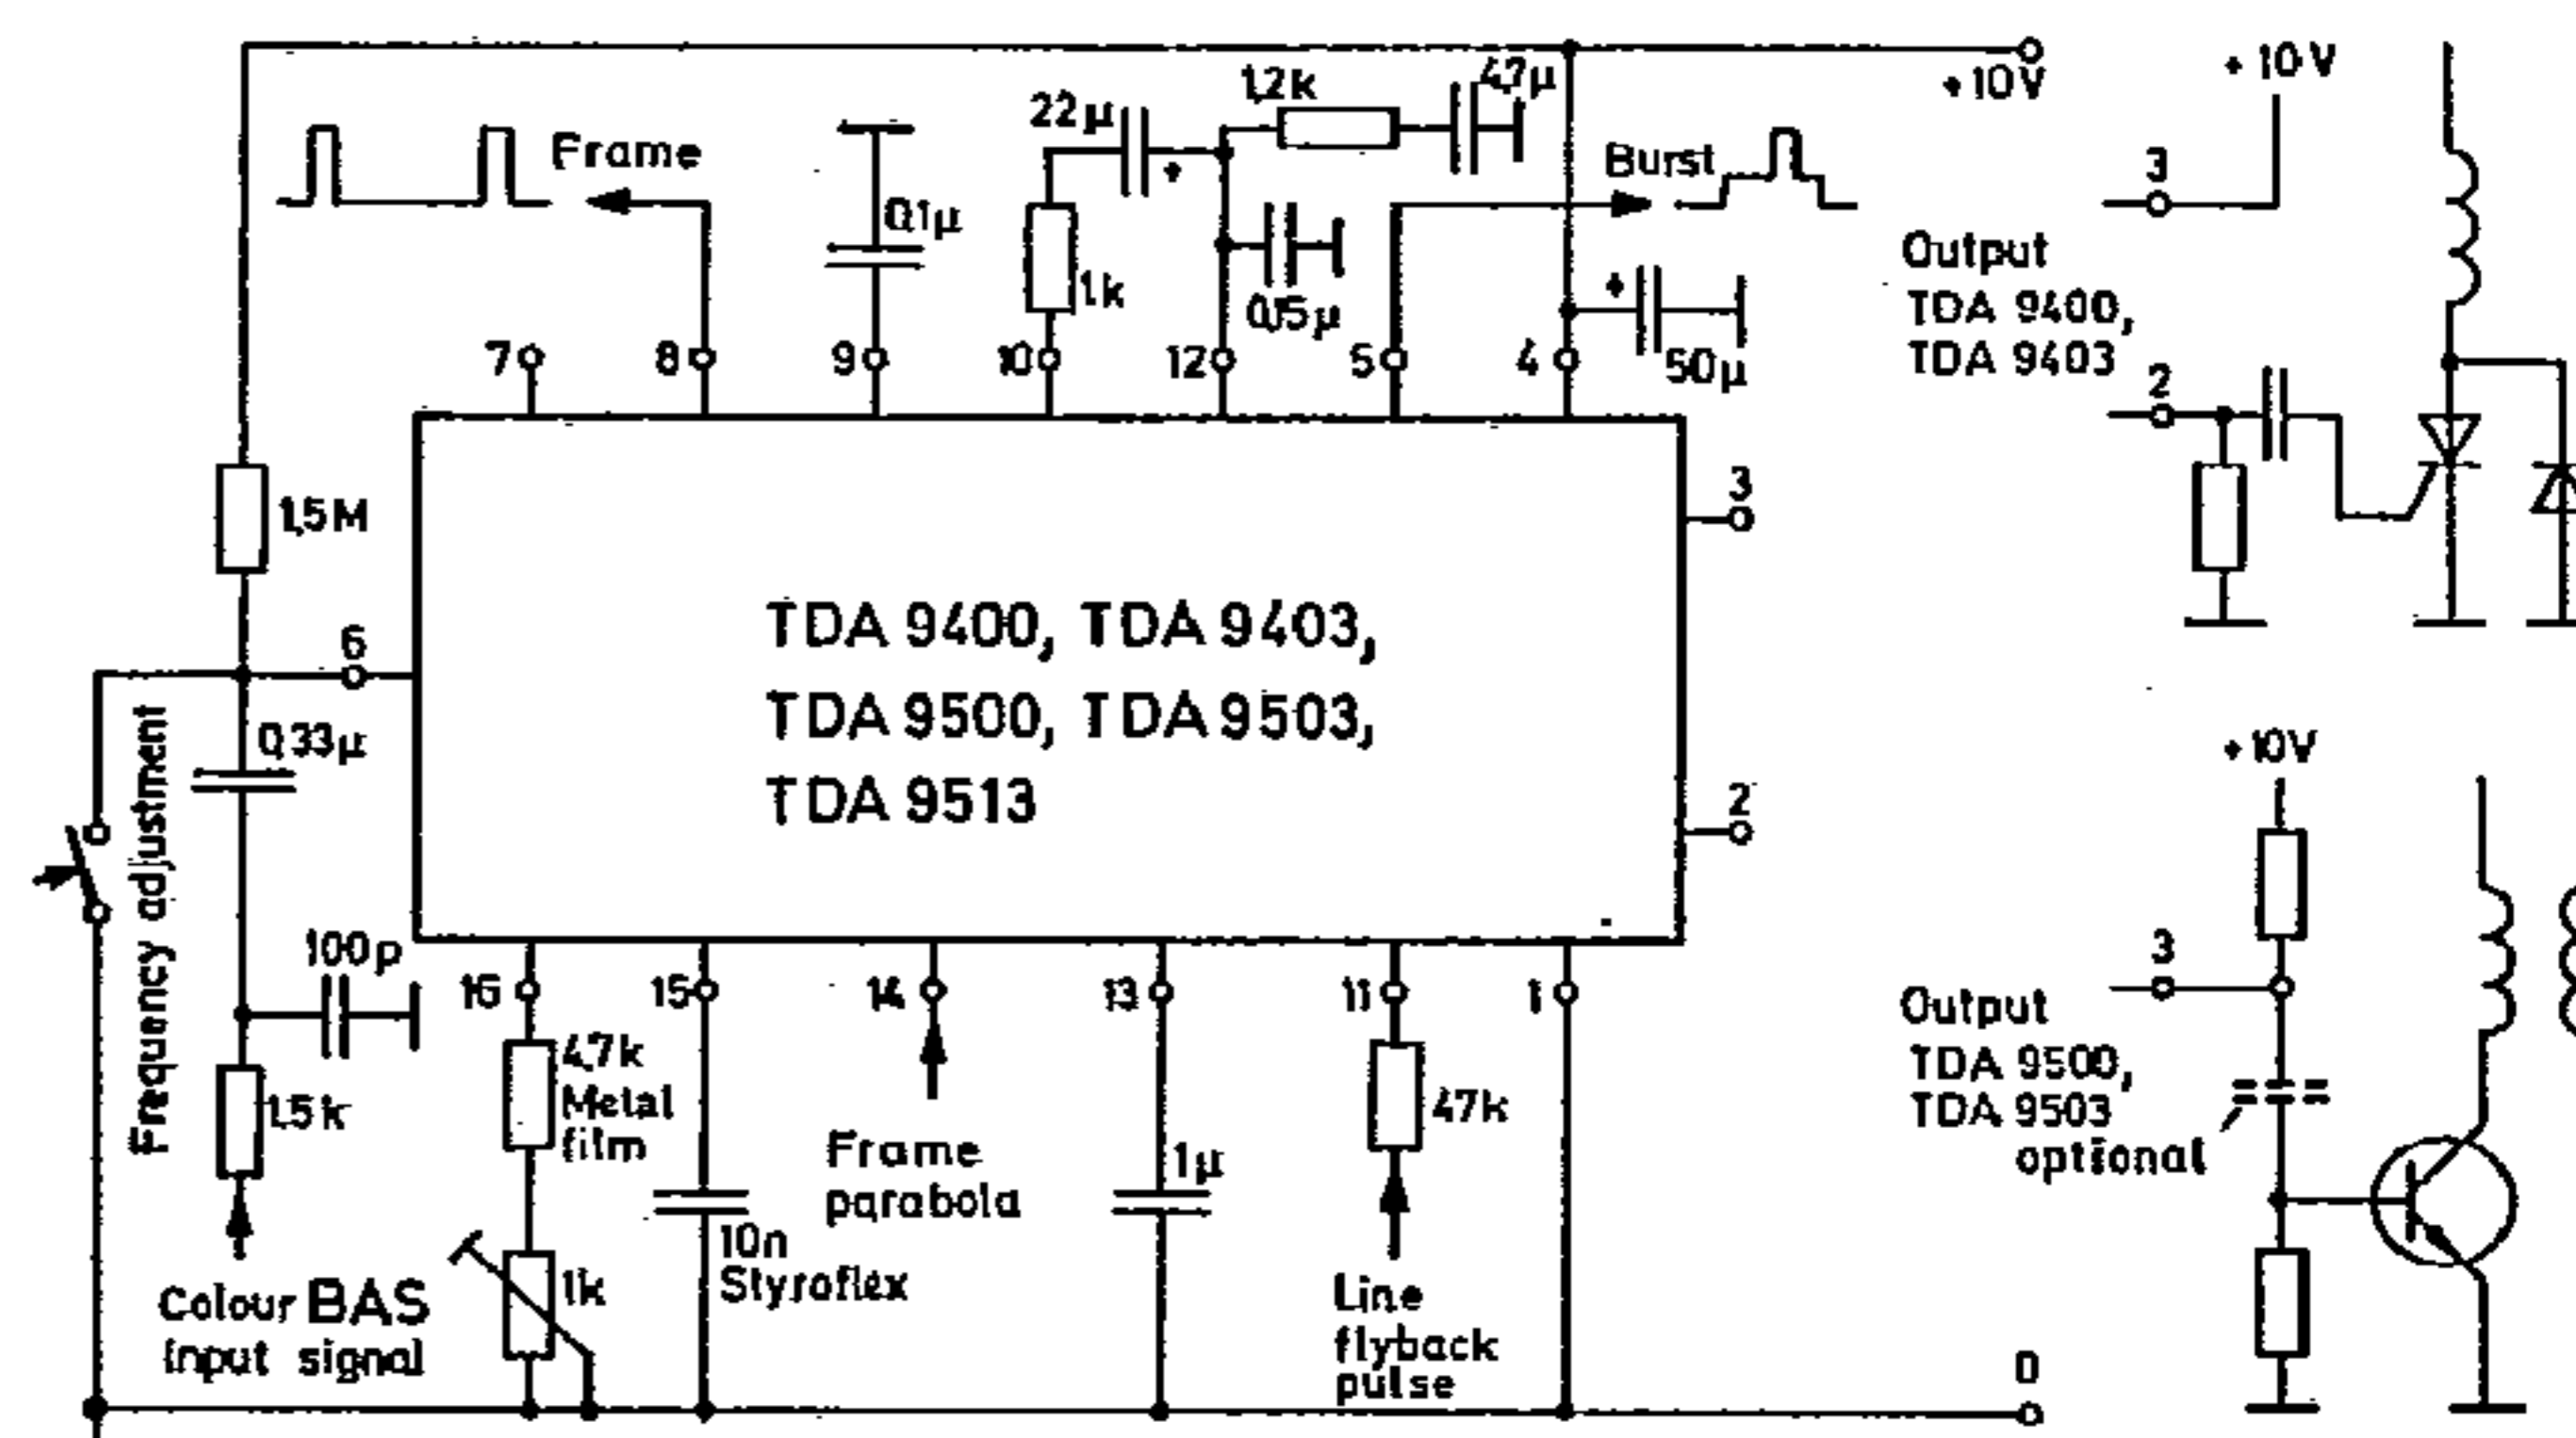 +10V
+ 10 V
1,2k
4,7µ
22µ
Frame
Burst
3
0,1µ
Output
TDA 9400,
TDA 9403
1k
0,15µ
50µ
7
8
9
10
12
5
4
2
1,5M
3
TDA 9400, TDA 9403,
TDA 9500, TDA 9503,
TDA 9513
6
0,33µ
Frequency adjustment
2
+10V
100p
16
15
14
13
11
1
3
Output
TDA 9500,
TDA 9503
optional
4,7k
Metal
film
1,5k
47k
Frame
parabola
1µ
10n
Styroflex
1k
Colour BAS
input signal
Line
flyback
pulse
0